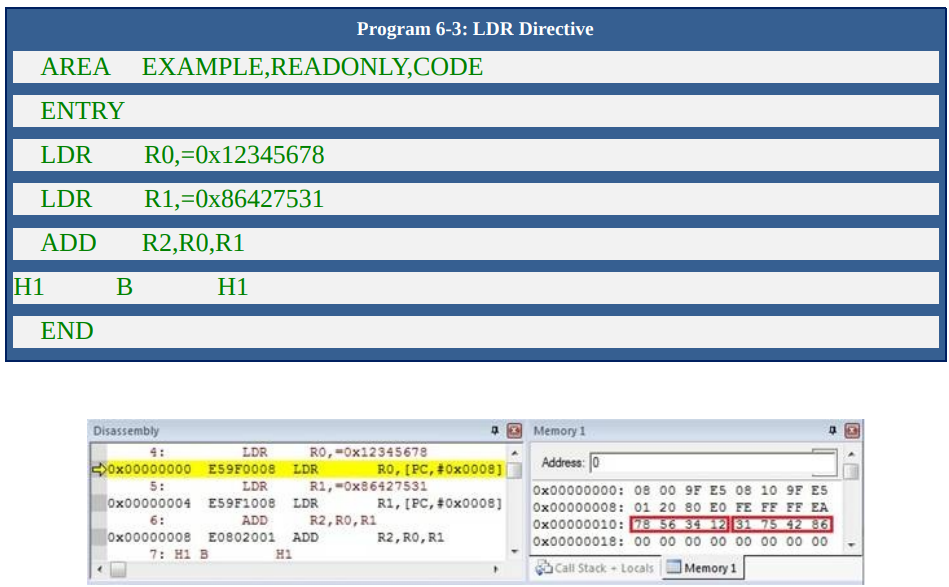 Program 6-3: LDR Directive
AREA EXAMPLE,READONLY,CODE
ENTRY
LDR R0,=0x12345678
LDR R1,=0x86427531
ADD R2,R0,R1
H1 B H1
END
Disassembly
4: LDR R0,=0x12345678
0x00000000 E59F0008 LDR R0,[PC,#0x0008]
5: LDR R1,=0x86427531
0x00000004 E59F1008 LDR R1,[PC,#0x0008]
6: ADD R2,R0,R1
0x00000008 E0802001 ADD R2,R0,R1
7: H1 B H1
Memory 1
Address: 0
0x00000000: 08 00 9F E5 08 10 9F E5
0x00000008: 01 20 80 E0 FE FF FF EA
0x00000010: 78 56 34 12 31 75 42 86
0x00000018: 00 00 00 00 00 00 00 00
Call Stack + Locals Memory 1